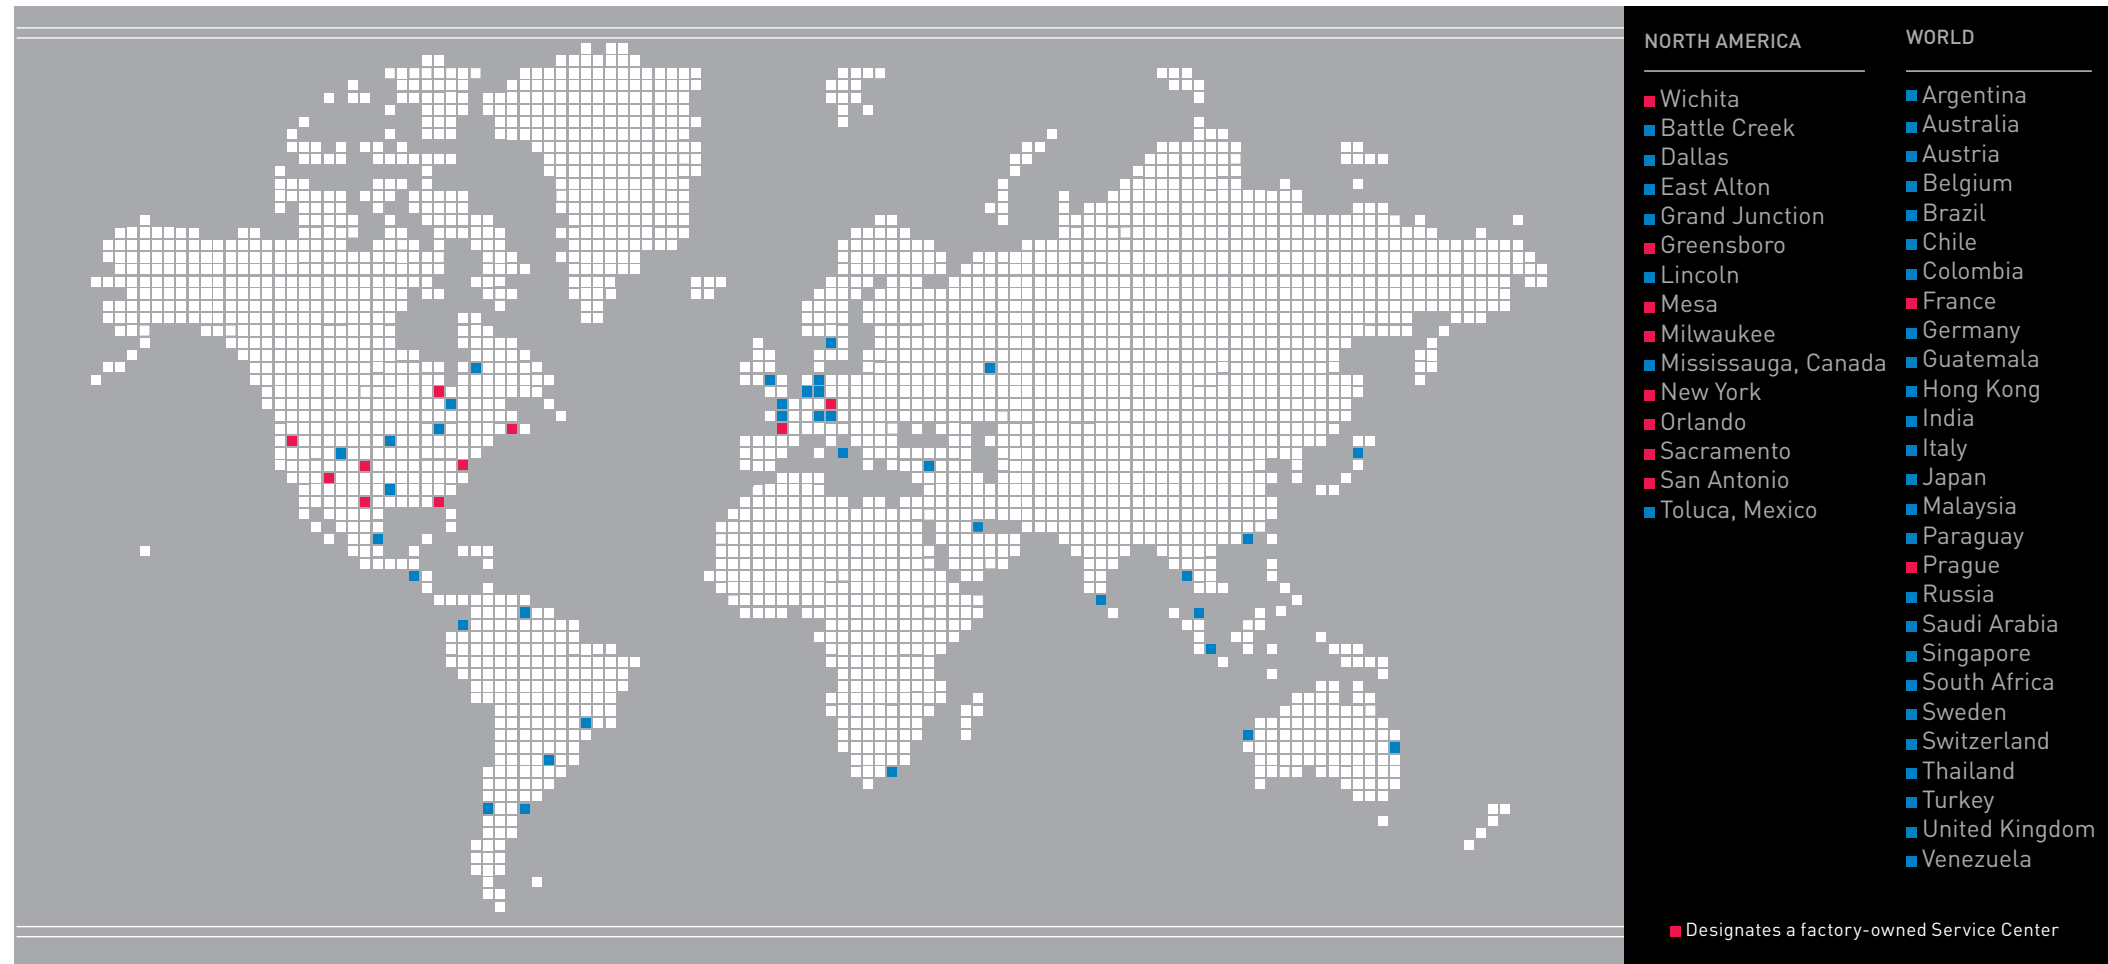 NORTH AMERICA
Wichita
Battle Creek
Dallas
East Alton
Grand Junction
Greensboro
Lincoln
Mesa
Milwaukee
Mississauga, Canada
New York
Orlando
Sacramento
San Antonio
Toluca, Mexico
WORLD
Argentina
Australia
Austria
Belgium
Brazil
Chile
Colombia
France
Germany
Guatemala
Hong Kong
India
Italy
Japan
Malaysia
Paraguay
Prague
Russia
Saudi Arabia
Singapore
South Africa
Sweden
Switzerland
Thailand
Turkey
United Kingdom
Venezuela
Designates a factory-owned Service Center